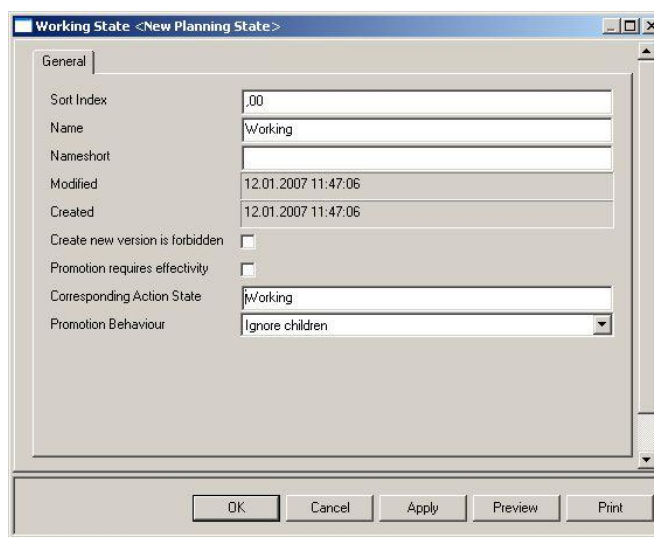 Working State <New Planning State>
General
Sort Index ,00
Name Working
Nameshort
Modified 12.01.2007 11:47:06
Created 12.01.2007 11:47:06
Create new version is forbidden
Promotion requires effectivity
Corresponding Action State Working
Promotion Behaviour Ignore children
OK Cancel Apply Preview Print